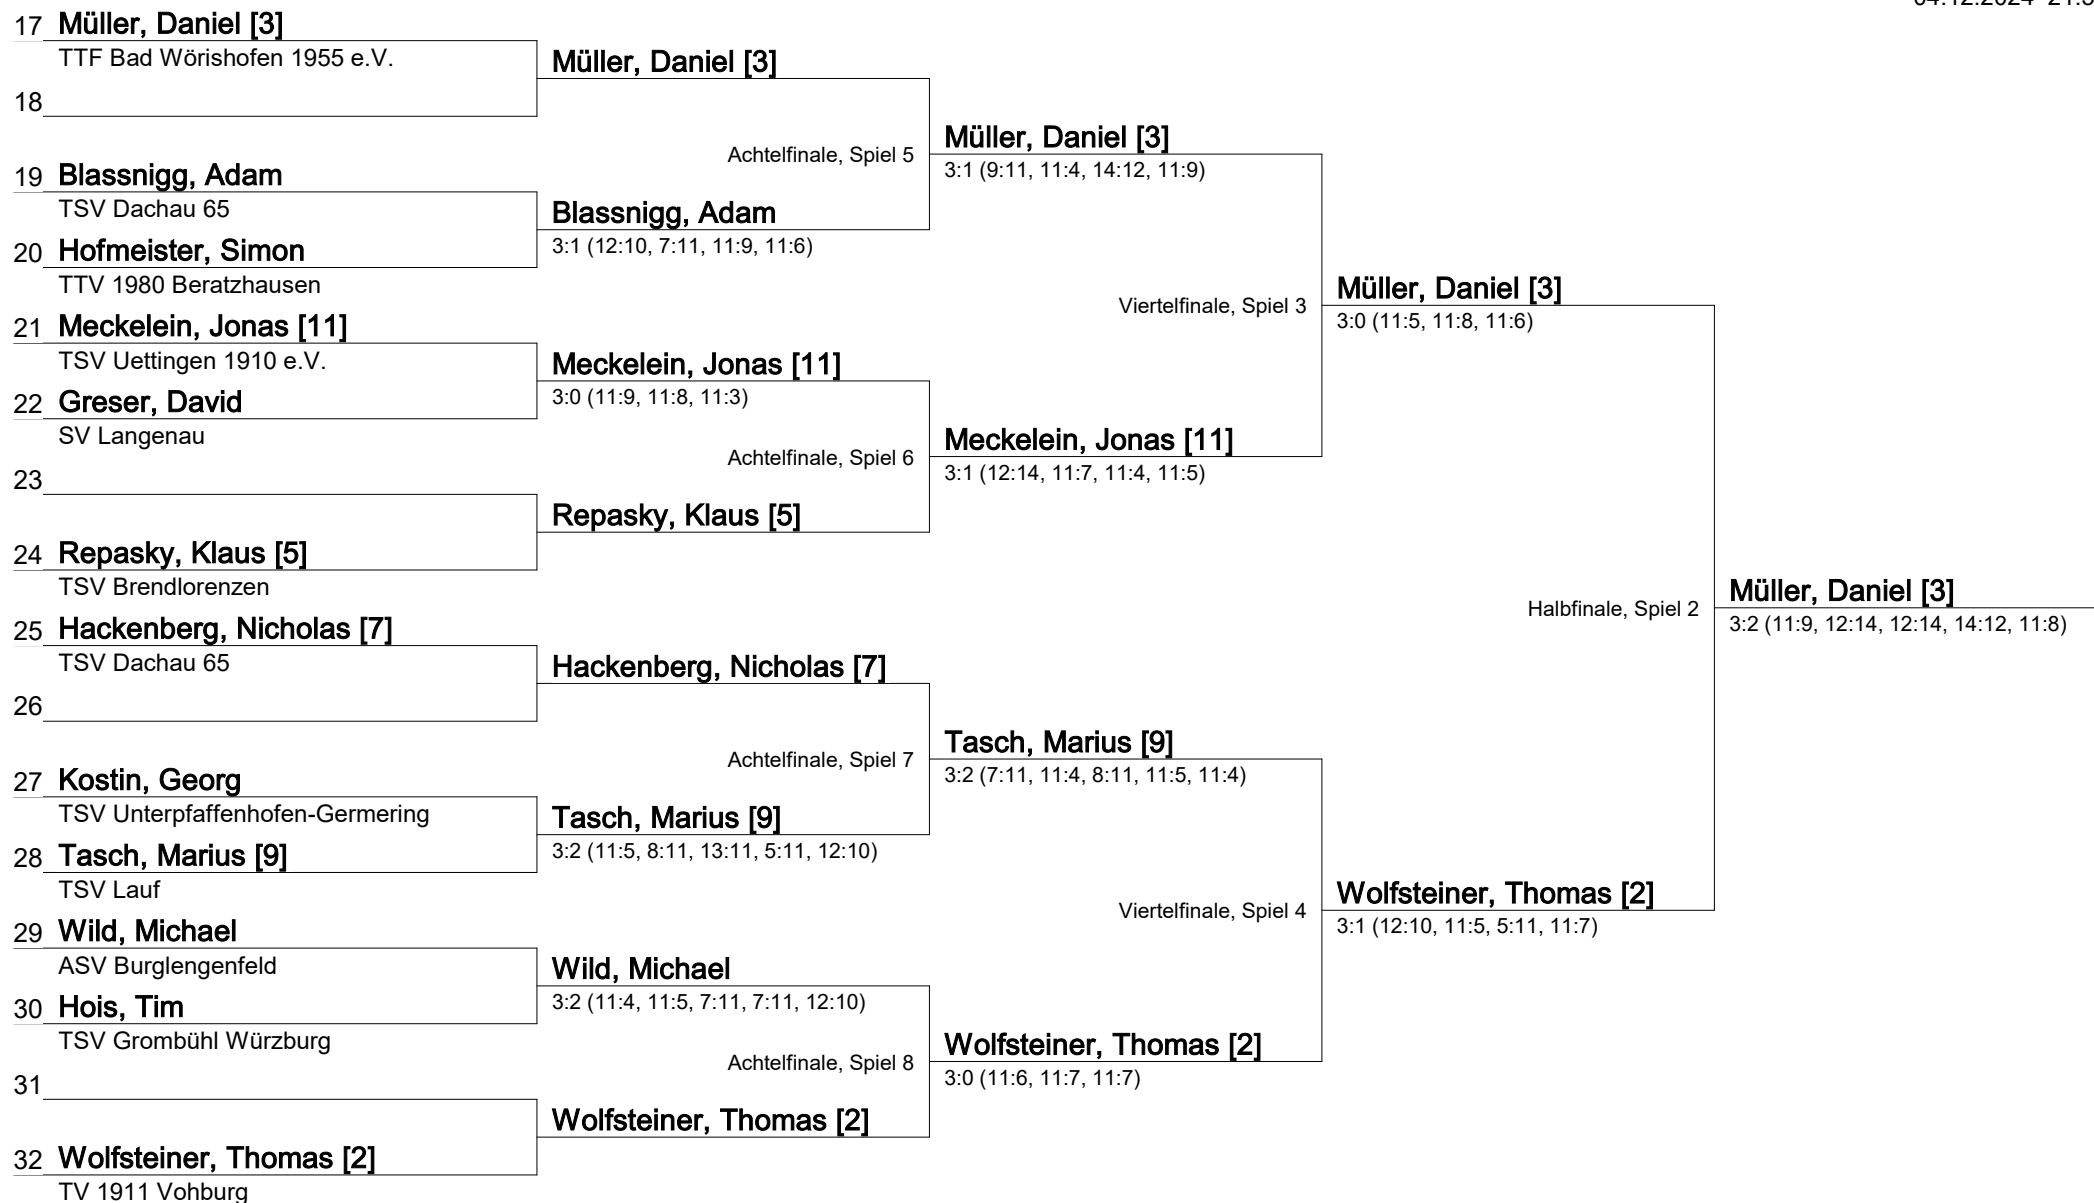 17 Müller, Daniel [3]
TTF Bad Wörishofen 1955 e.V.
18
19 Blassnigg, Adam
TSV Dachau 65
20 Hofmeister, Simon
TTV 1980 Beratzhausen
21 Meckelein, Jonas [11]
TSV Uettingen 1910 e.V.
22 Greser, David
SV Langenau
23
24 Repasky, Klaus [5]
TSV Brendlorenzen
25 Hackenberg, Nicholas [7]
TSV Dachau 65
26
27 Kostin, Georg
TSV Unterpfaffenhofen-Germering
28 Tasch, Marius [9]
TSV Lauf
29 Wild, Michael
ASV Burglengenfeld
30 Hois, Tim
TSV Grombühl Würzburg
31
32 Wolfsteiner, Thomas [2]
TV 1911 Vohburg
Müller, Daniel [3]
Achtelfinale, Spiel 5
Blassnigg, Adam
3:1 (12:10, 7:11, 11:9, 11:6)
Meckelein, Jonas [11]
3:0 (11:9, 11:8, 11:3)
Achtelfinale, Spiel 6
Repasky, Klaus [5]
Hackenberg, Nicholas [7]
Achtelfinale, Spiel 7
Tasch, Marius [9]
3:2 (11:5, 8:11, 13:11, 5:11, 12:10)
Wild, Michael
3:2 (11:4, 11:5, 7:11, 7:11, 12:10)
Achtelfinale, Spiel 8
Wolfsteiner, Thomas [2]
Müller, Daniel [3]
3:1 (9:11, 11:4, 14:12, 11:9)
Viertelfinale, Spiel 3
Meckelein, Jonas [11]
3:1 (12:14, 11:7, 11:4, 11:5)
Tasch, Marius [9]
3:2 (7:11, 11:4, 8:11, 11:5, 11:4)
Viertelfinale, Spiel 4
Wolfsteiner, Thomas [2]
3:0 (11:6, 11:7, 11:7)
Müller, Daniel [3]
3:0 (11:5, 11:8, 11:6)
Halbfinale, Spiel 2
Wolfsteiner, Thomas [2]
3:1 (12:10, 11:5, 5:11, 11:7)
Müller, Daniel [3]
3:2 (11:9, 12:14, 12:14, 14:12, 11:8)